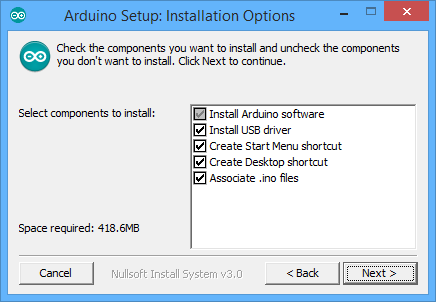 Arduino Setup: Installation Options
Check the components you want to install and uncheck the components
you don't want to install. Click Next to continue.
Select components to install:
Install Arduino software
Install USB driver
Create Start Menu shortcut
Create Desktop shortcut
Associate .ino files
Space required: 418.6MB
Cancel
Nullsoft Install System v3.0
< Back
Next >